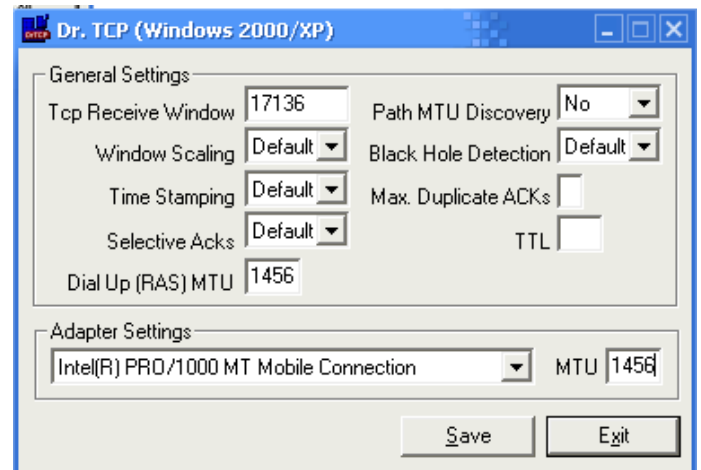 Dr. TCP (Windows 2000/XP)
General Settings
Tcp Receive Window 17136 Path MTU Discovery No
Window Scaling Default Black Hole Detection Default
Time Stamping Default Max. Duplicate ACKs
Selective Acks Default TTL
Dial Up (RAS) MTU 1456
Adapter Settings
Intel(R) PRO/1000 MT Mobile Connection MTU 1456
Save Exit